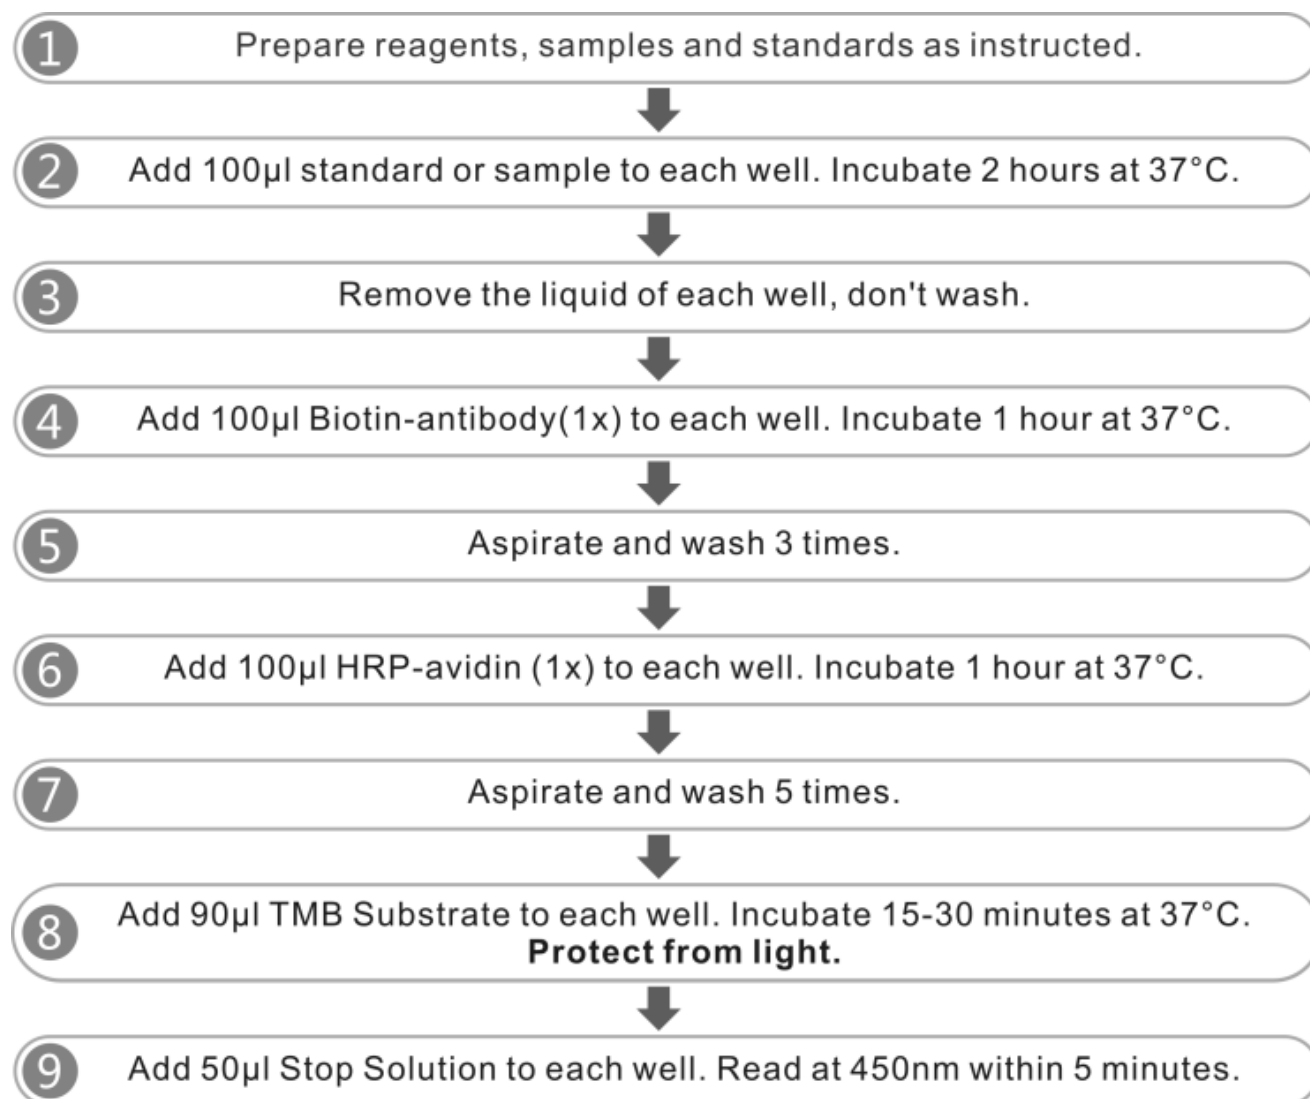 1 Prepare reagents, samples and standards as instructed.
2 Add 100μl standard or sample to each well. Incubate 2 hours at 37°C.
3 Remove the liquid of each well, don't wash.
4 Add 100μl Biotin-antibody(1x) to each well. Incubate 1 hour at 37°C.
5 Aspirate and wash 3 times.
6 Add 100μl HRP-avidin (1x) to each well. Incubate 1 hour at 37°C.
7 Aspirate and wash 5 times.
8 Add 90μl TMB Substrate to each well. Incubate 15-30 minutes at 37°C.
Protect from light.
9 Add 50μl Stop Solution to each well. Read at 450nm within 5 minutes.